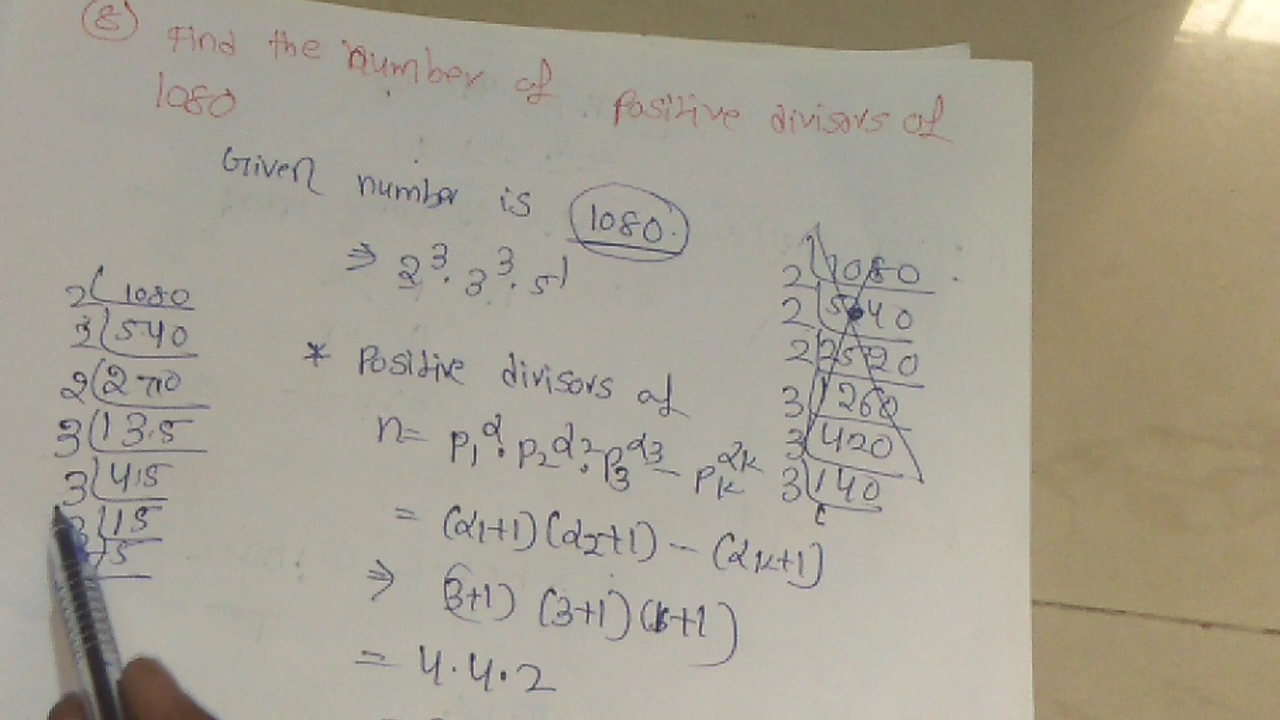 ⑧ Find the number of positive divisors of
1080
Given number is 1080.
⇒ 2³. 3³. 5¹
2 1080
3 540
2 270
3 135
3 45
15
5
2 1080
2 540
2 2520
3 1260
3 420
3 140
* Positive divisors of
n = p₁^α. p₂^α2. p₃^α3 – pₖ^αk
= (α1+1)(α2+1) – – (αk+1)
⇒ (3+1) (3+1) (1+1)
= 4.4.2